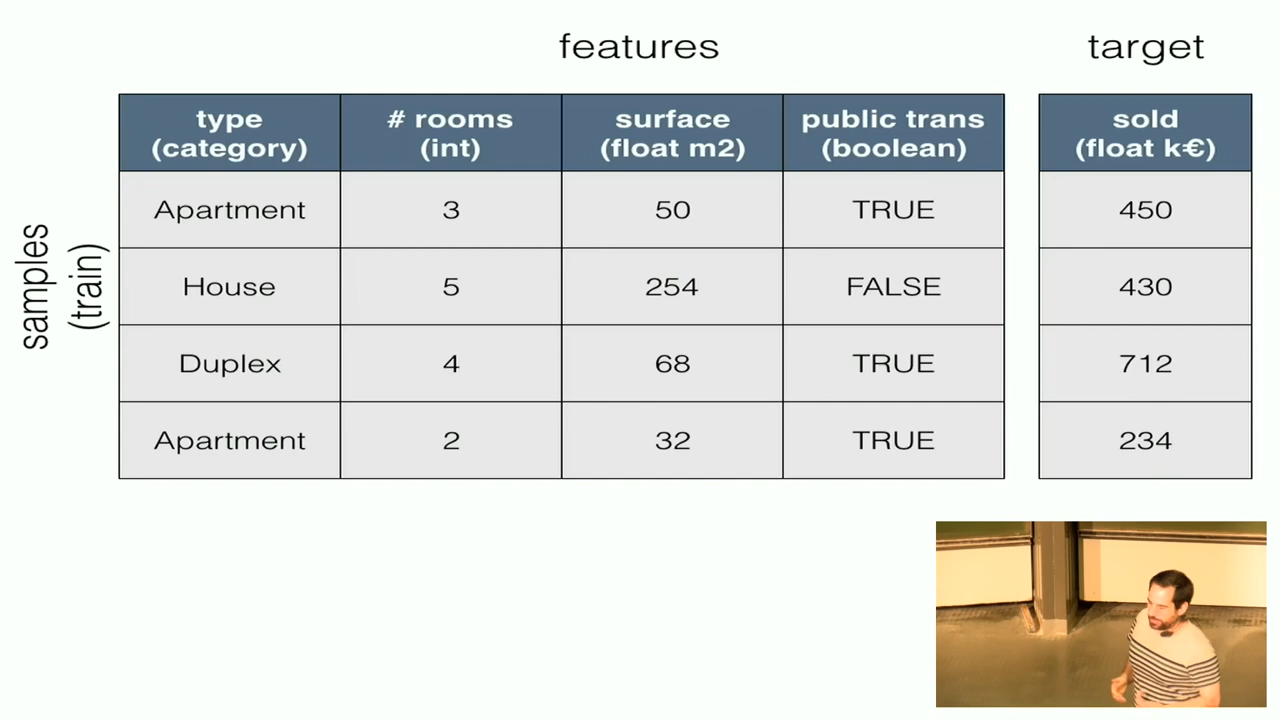 features target
type # rooms surface public trans sold
(category) (int) (float m2) (boolean) (float k€)
Apartment 3 50 TRUE 450
House 5 254 FALSE 430
Duplex 4 68 TRUE 712
Apartment 2 32 TRUE 234
samples
(train)